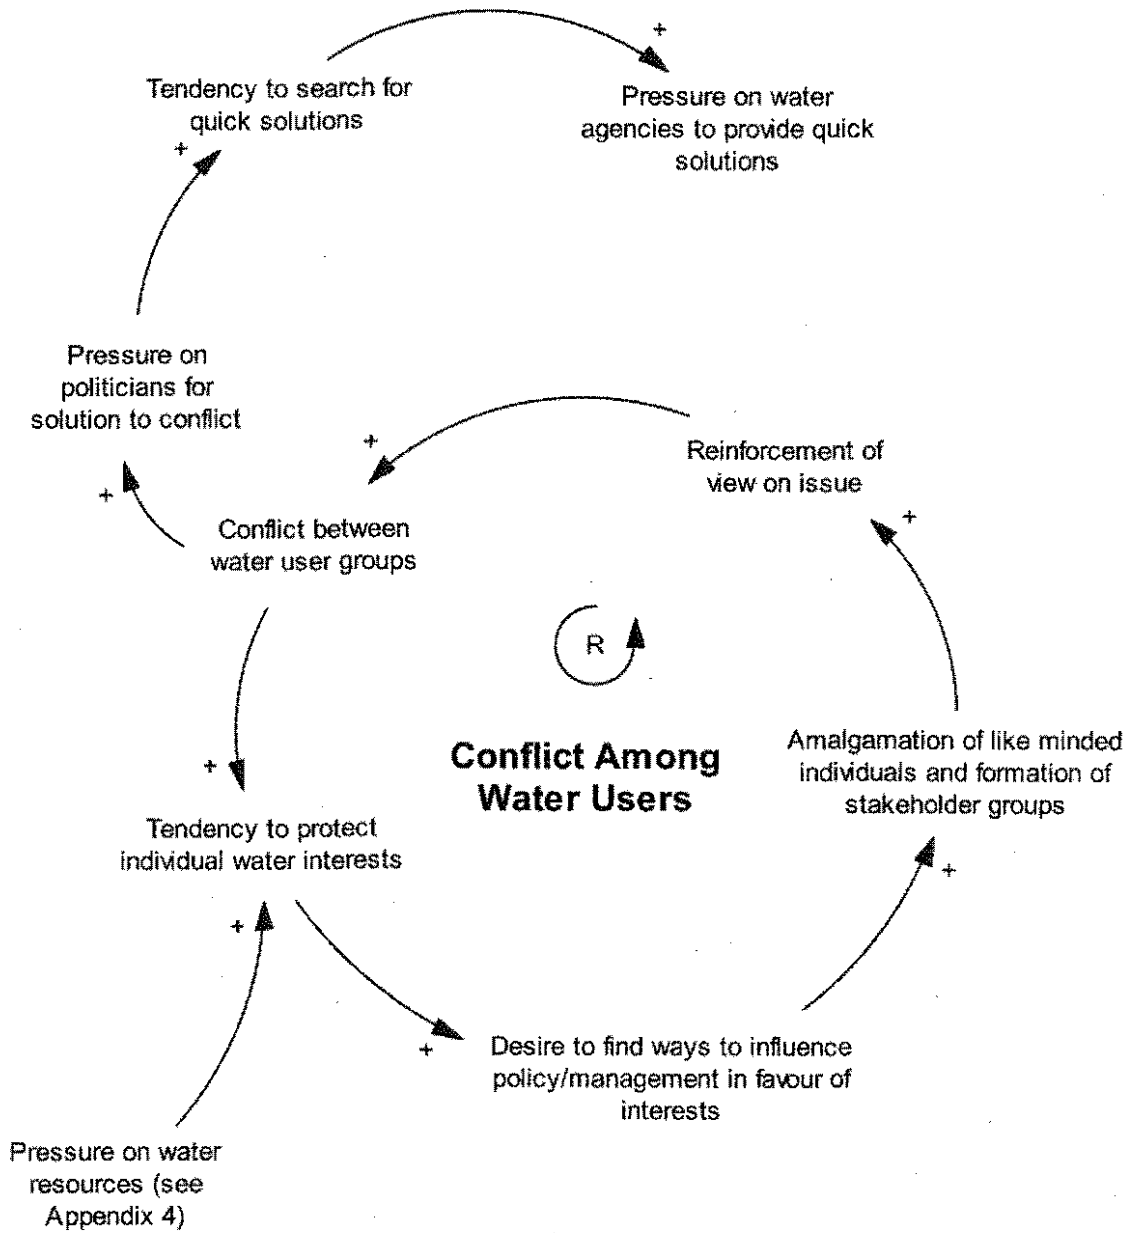 +
Tendency to search for
quick solutions
Pressure on water
agencies to provide quick
solutions
+
Pressure on
politicians for
solution to conflict
+
Reinforcement of
view on issue
+
+
Conflict between
water user groups
R
Conflict Among
Water Users
Amalgamation of like minded
individuals and formation of
stakeholder groups
+
Tendency to protect
individual water interests
+
+
+
Desire to find ways to influence
policy/management in favour of
interests
Pressure on water
resources (see
Appendix 4)